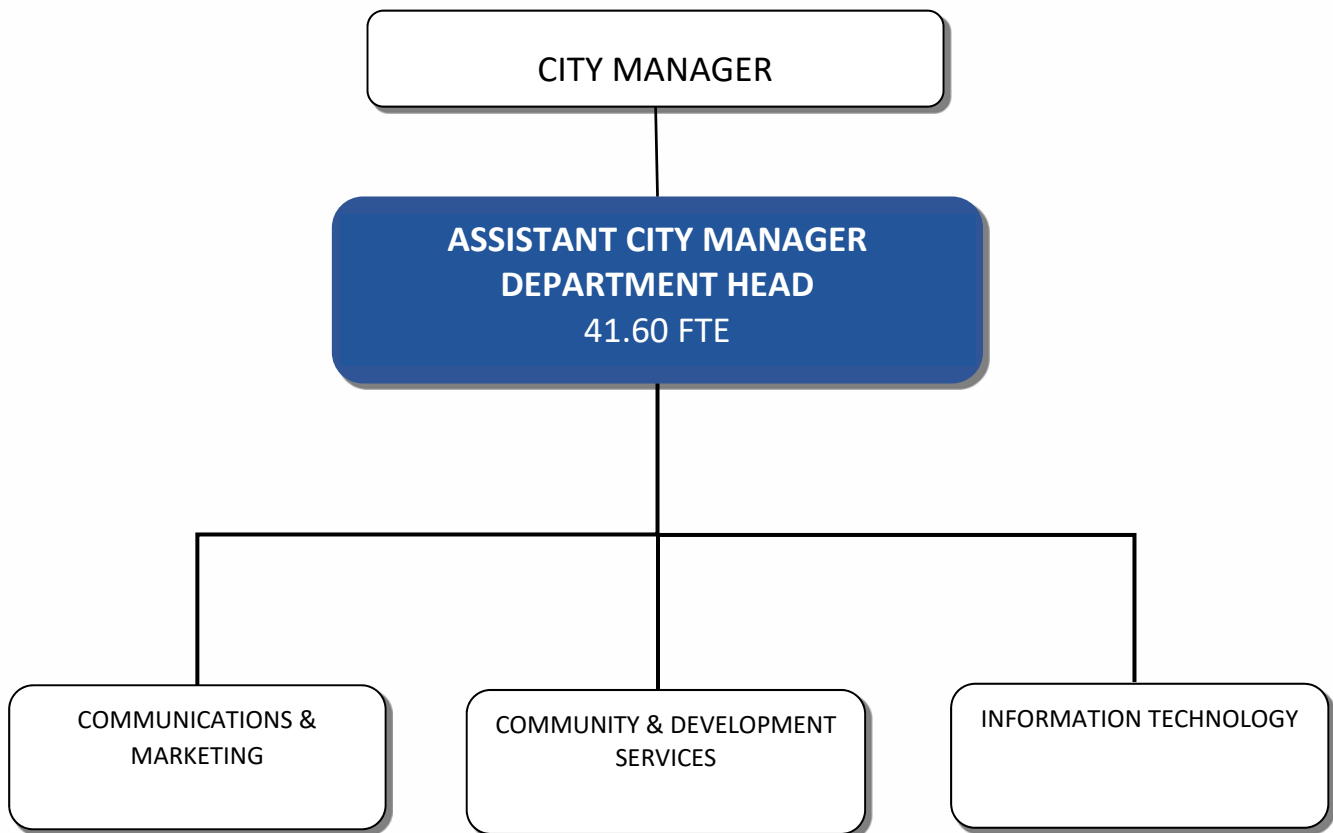 CITY MANAGER
ASSISTANT CITY MANAGER
DEPARTMENT HEAD
41.60 FTE
COMMUNICATIONS &
MARKETING
COMMUNITY & DEVELOPMENT
SERVICES
INFORMATION TECHNOLOGY